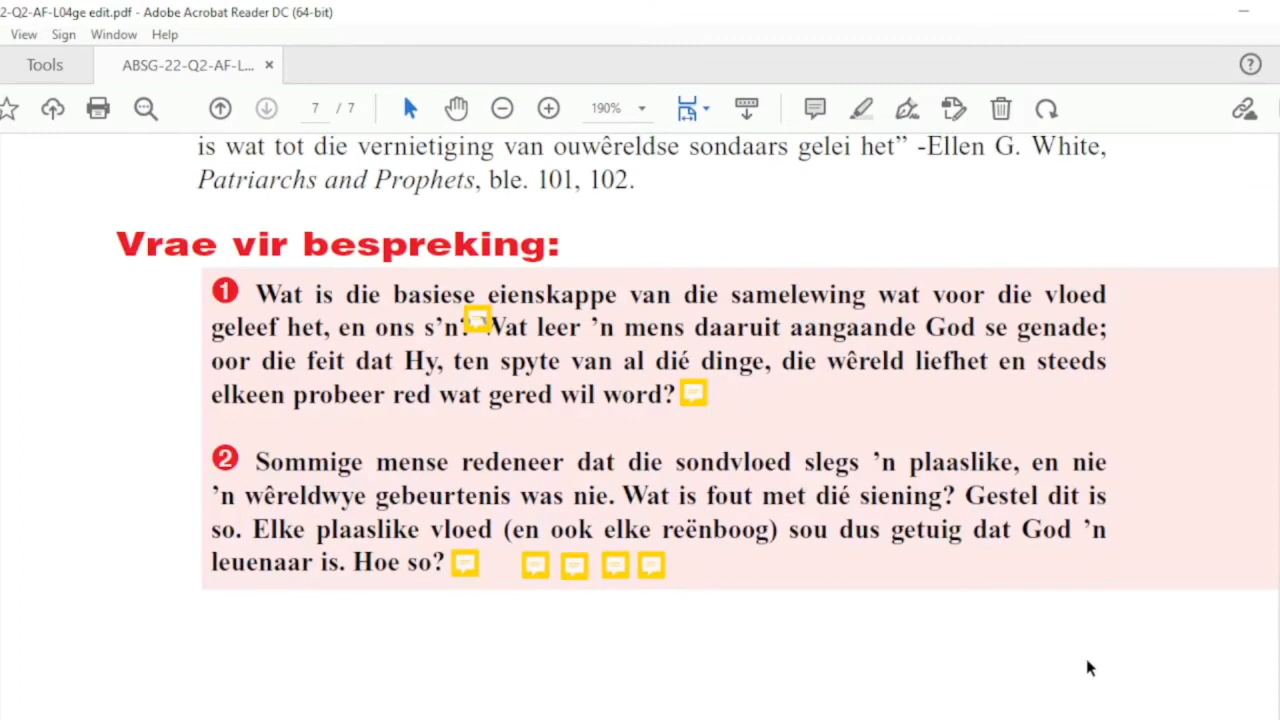 2-Q2-AF-L04ge edit.pdf - Adobe Acrobat Reader DC (64-bit)
View Sign Window Help
Tools ABSG-22-Q2-AF-L... ×
7 / 7 190%
is wat tot die vernietiging van ouwêreldse sondaars gelei het” -Ellen G. White,
Patriarchs and Prophets, ble. 101, 102.
Vrae vir bespreking:
1 Wat is die basiese eienskappe van die samelewing wat voor die vloed
geleef het, en ons s’n? Wat leer ’n mens daaruit aangaande God se genade;
oor die feit dat Hy, ten spyte van al dié dinge, die wêreld liefhet en steeds
elkeen probeer red wat gered wil word?
2 Sommige mense redeneer dat die sondvloed slegs ’n plaaslike, en nie
’n wêreldwye gebeurtenis was nie. Wat is fout met dié siening? Gestel dit is
so. Elke plaaslike vloed (en ook elke reënboog) sou dus getuig dat God ’n
leuenaar is. Hoe so?